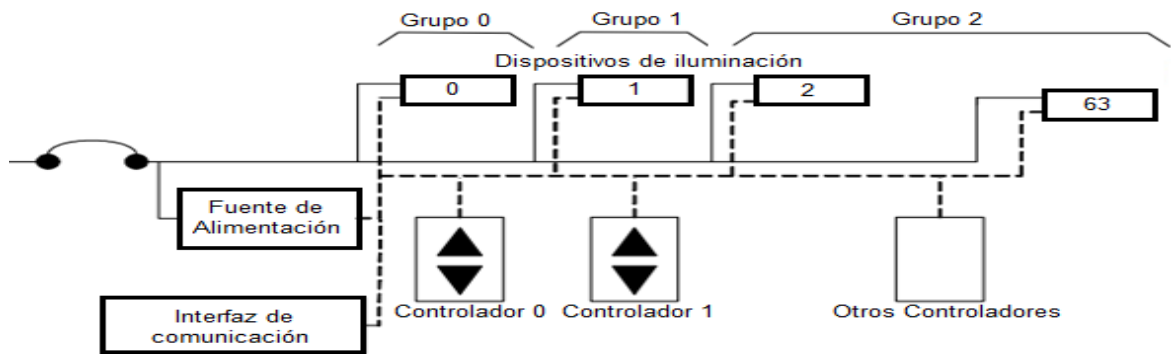 Grupo 0
Grupo 1
Grupo 2
Dispositivos de iluminación
0
1
2
63
Fuente de
Alimentación
Interfaz de
comunicación
Controlador 0
Controlador 1
Otros Controladores